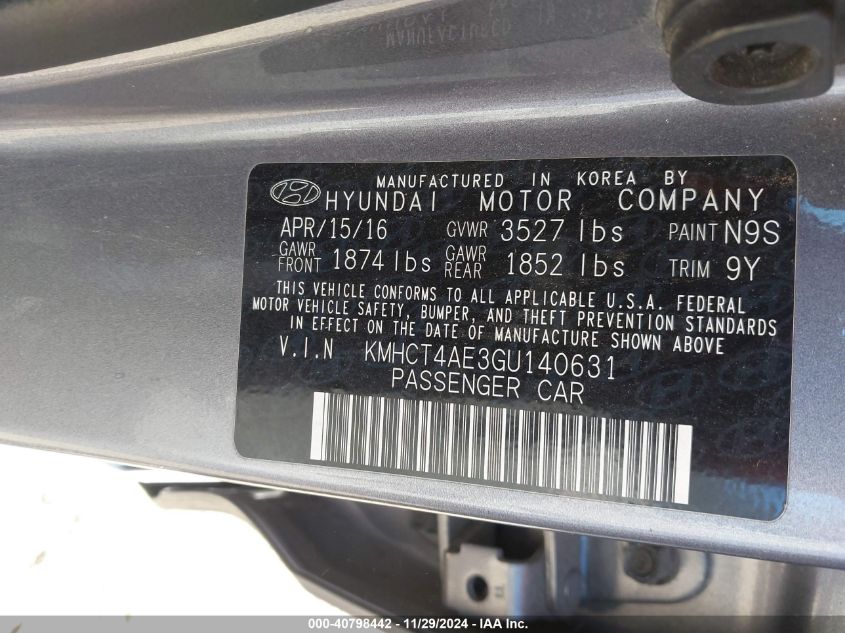 MANUFACTURED IN KOREA BY
HYUNDAI MOTOR COMPANY
APR/15/16 GVWR 3527 lbs PAINT N9S
GAWR FRONT 1874 lbs GAWR REAR 1852 lbs TRIM 9Y
THIS VEHICLE CONFORMS TO ALL APPLICABLE U.S.A. FEDERAL
MOTOR VEHICLE SAFETY, BUMPER, AND THEFT PREVENTION STANDARDS
IN EFFECT ON THE DATE OF MANUFACTURE SHOWN ABOVE
V.I.N KMHCT4AE3GU140631
PASSENGER CAR
000-40798442 - 11/29/2024 - IAA Inc.